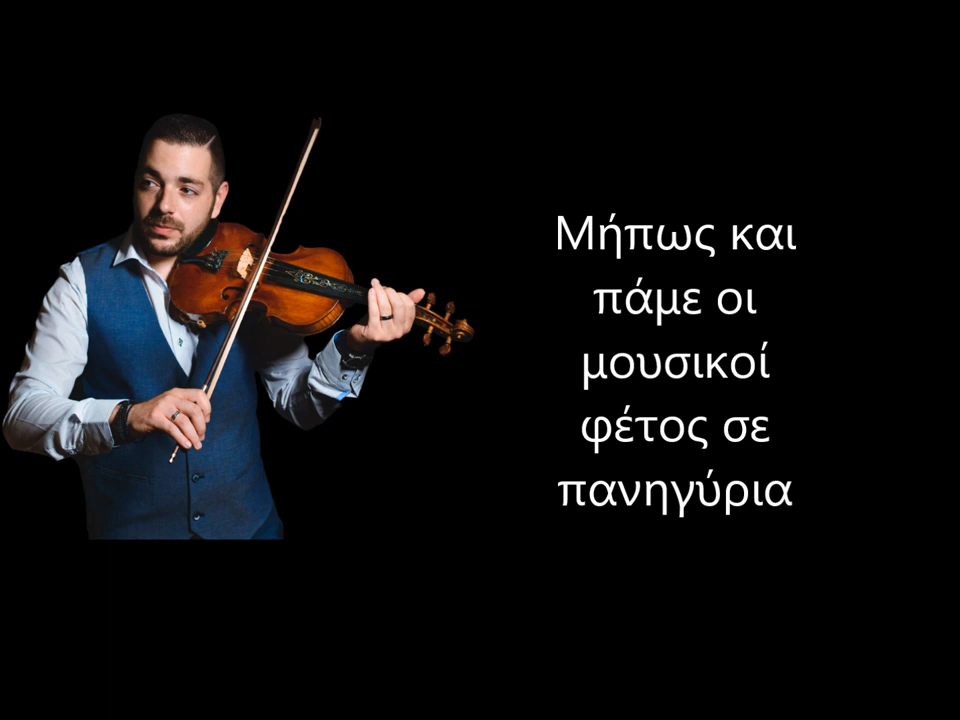 Μήπως και
πάμε οι
μουσικοί
φέτος σε
πανηγύρια